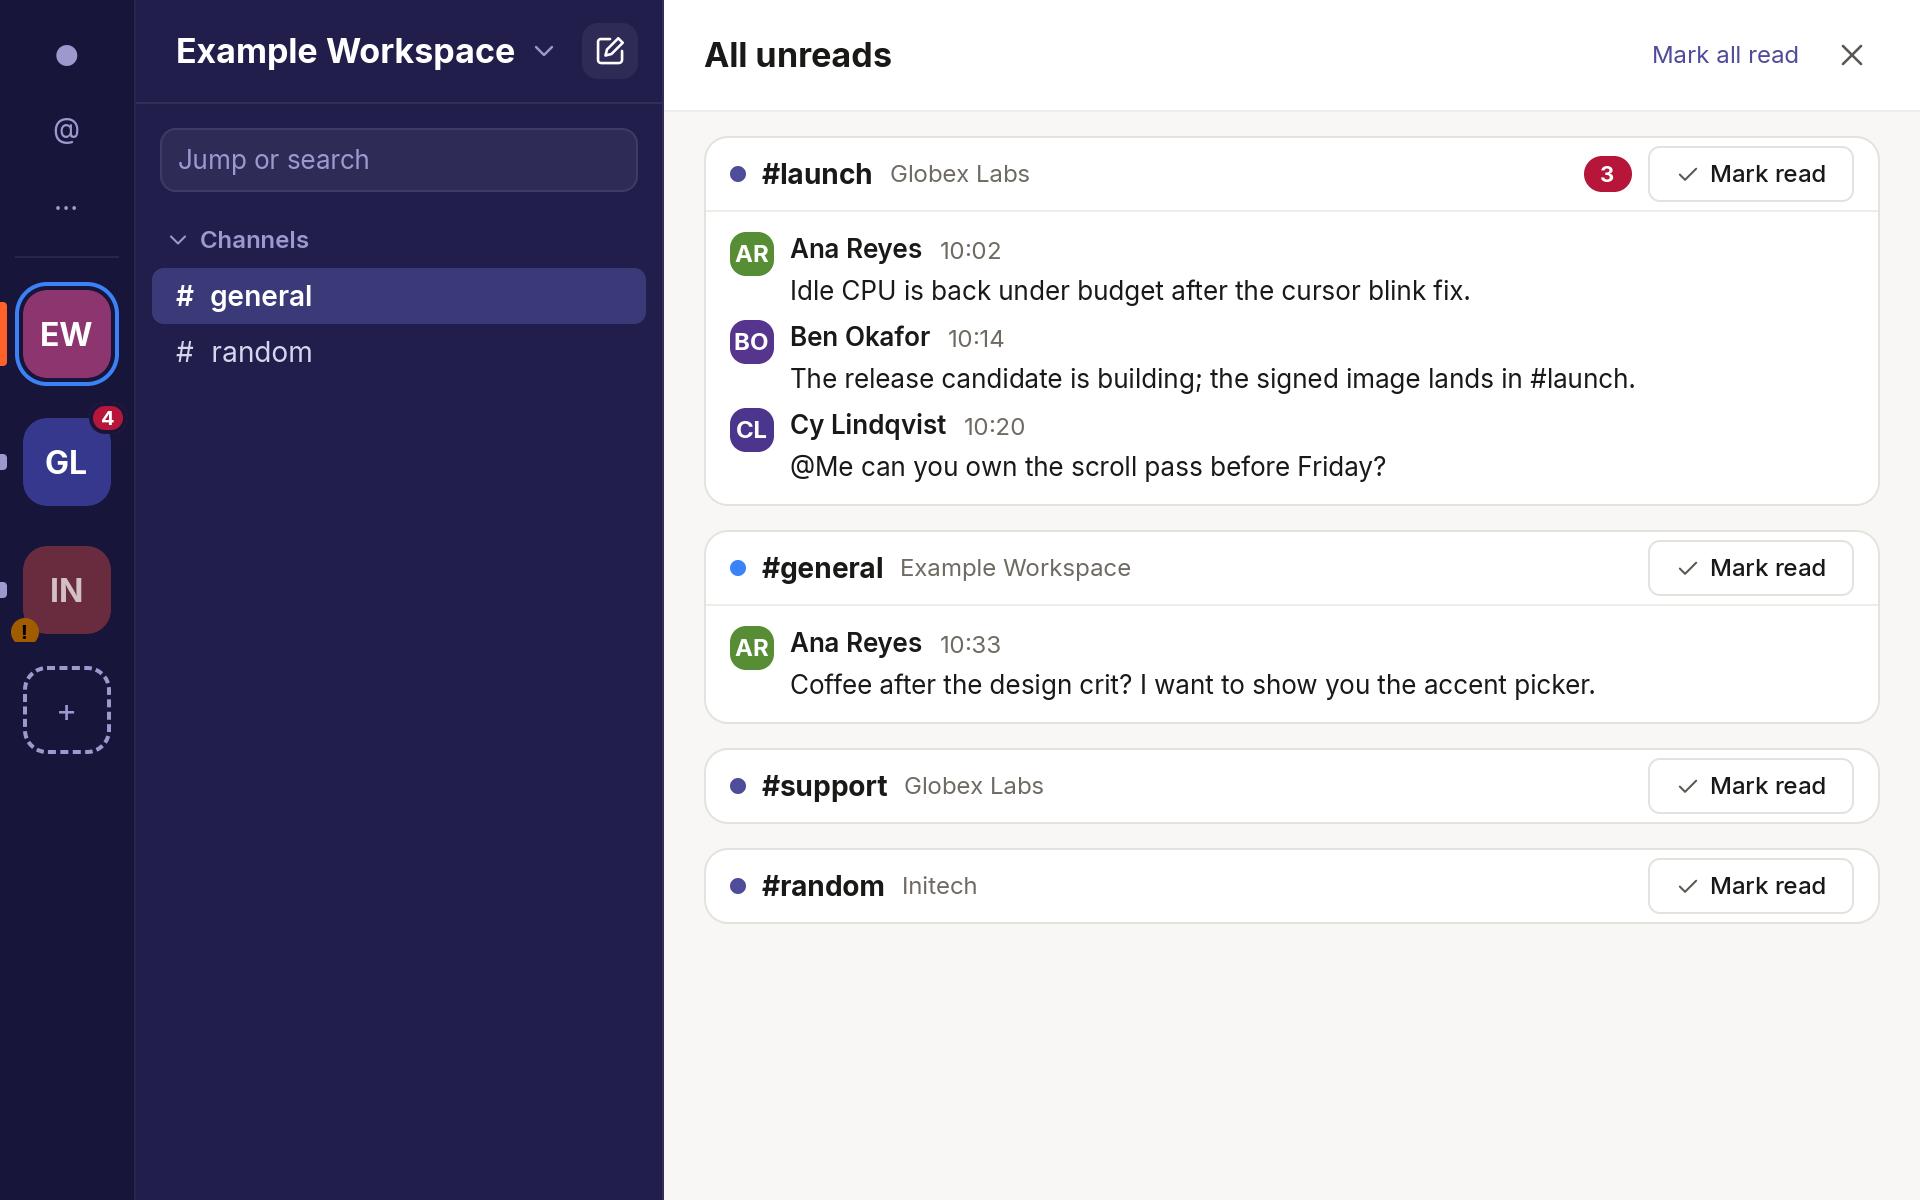 @
...
EW
4
GL
IN
!
+
Example Workspace
Jump or search
Channels
# general
# random
All unreads
Mark all read
#launch Globex Labs 3 Mark read
AR Ana Reyes 10:02
Idle CPU is back under budget after the cursor blink fix.
BO Ben Okafor 10:14
The release candidate is building; the signed image lands in #launch.
CL Cy Lindqvist 10:20
@Me can you own the scroll pass before Friday?
#general Example Workspace Mark read
AR Ana Reyes 10:33
Coffee after the design crit? I want to show you the accent picker.
#support Globex Labs Mark read
#random Initech Mark read